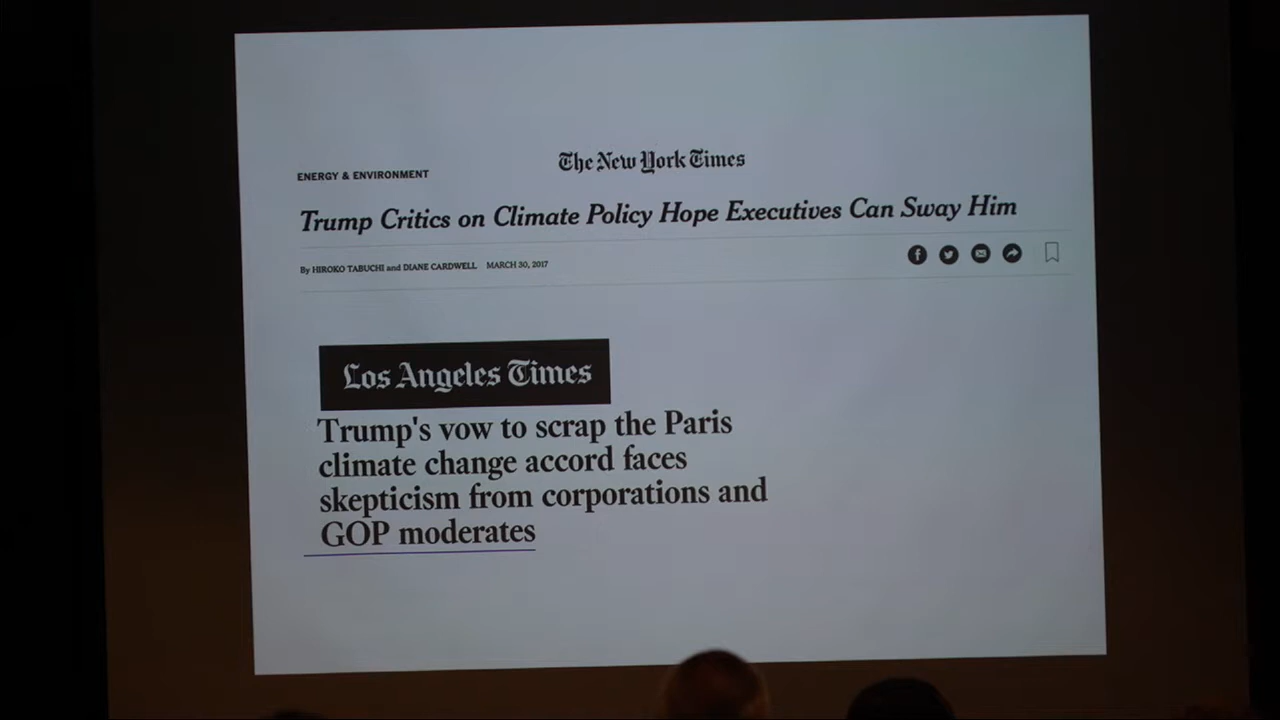 The New York Times
ENERGY & ENVIRONMENT
Trump Critics on Climate Policy Hope Executives Can Sway Him
By HIROKO TABUCHI and DIANE CARDWELL MARCH 30, 2017
Los Angeles Times
Trump's vow to scrap the Paris
climate change accord faces
skepticism from corporations and
GOP moderates